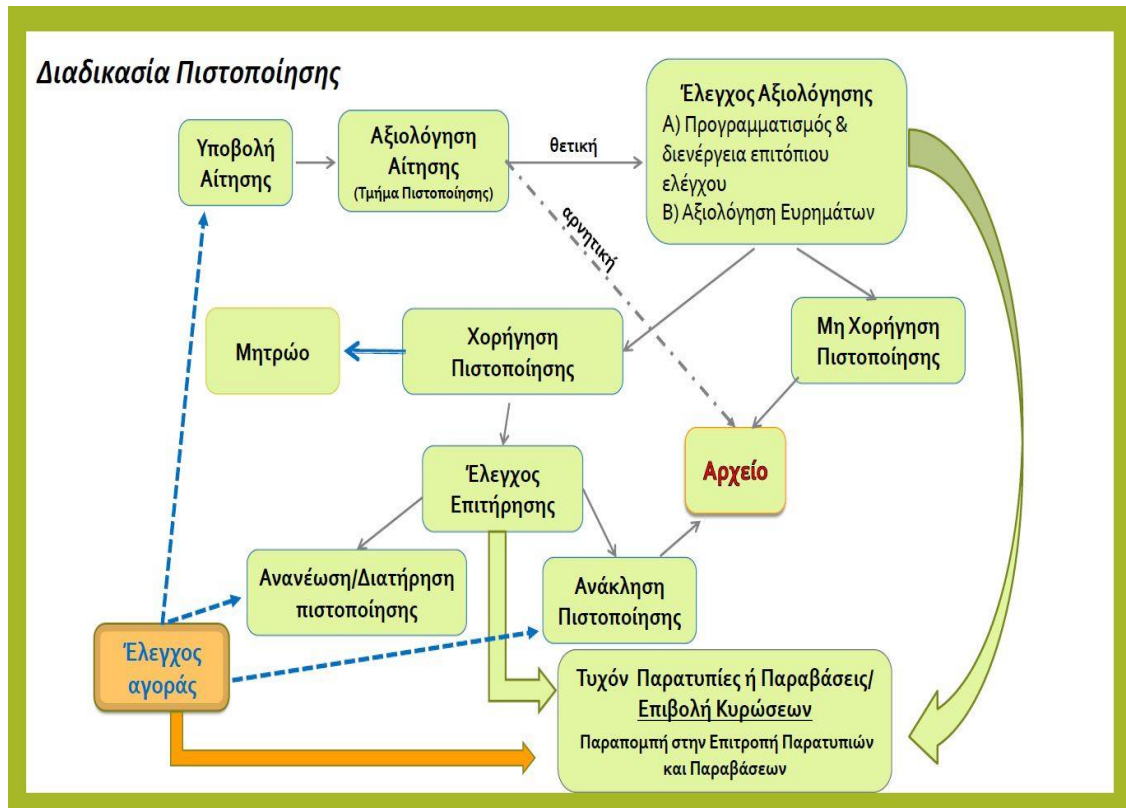 Διαδικασία Πιστοποίησης
Υποβολή
Αίτησης
Αξιολόγηση
Αίτησης
(Τμήμα Πιστοποίησης)
θετική
αρνητική
Έλεγχος Αξιολόγησης
Α) Προγραμματισμός &
διενέργεια επιτόπιου
ελέγχου
Β) Αξιολόγηση Ευρημάτων
Μητρώο
Χορήγηση
Πιστοποίησης
Μη Χορήγηση
Πιστοποίησης
Έλεγχος
Επιτήρησης
Αρχείο
Ανανέωση/Διατήρηση
πιστοποίησης
Ανάκληση
Πιστοποίησης
Έλεγχος
αγοράς
Τυχόν Παρατυπίες ή Παραβάσεις/
Επιβολή Κυρώσεων
Παραπομπή στην Επιτροπή Παρατυπιών
και Παραβάσεων